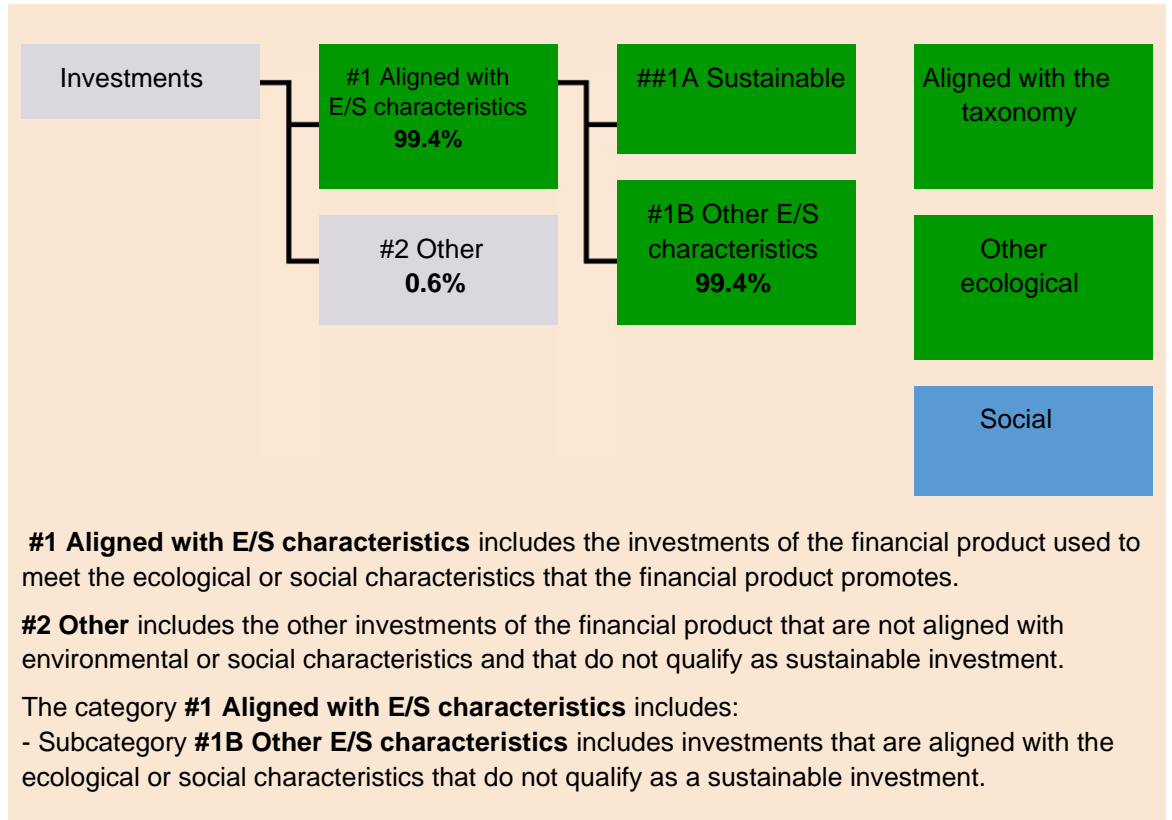 Investments
#1 Aligned with
E/S characteristics
99.4%
#2 Other
0.6%
##1A Sustainable
#1B Other E/S
characteristics
99.4%
Aligned with the
taxonomy
Other
ecological
Social
#1 Aligned with E/S characteristics includes the investments of the financial product used to
meet the ecological or social characteristics that the financial product promotes.
#2 Other includes the other investments of the financial product that are not aligned with
environmental or social characteristics and that do not qualify as sustainable investment.
The category #1 Aligned with E/S characteristics includes:
- Subcategory #1B Other E/S characteristics includes investments that are aligned with the
ecological or social characteristics that do not qualify as a sustainable investment.